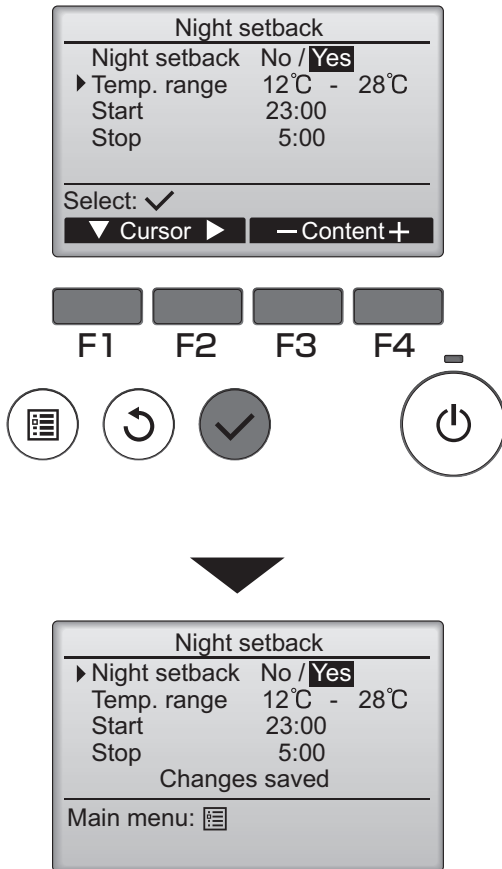 Night setback
Night setback No / Yes
Temp. range 12℃ - 28℃
Start 23:00
Stop 5:00
Select: ✓
▼ Cursor ▶ − Content +
F1 F2 F3 F4
Night setback
Night setback No / Yes
Temp. range 12℃ - 28℃
Start 23:00
Stop 5:00
Changes saved
Main menu: